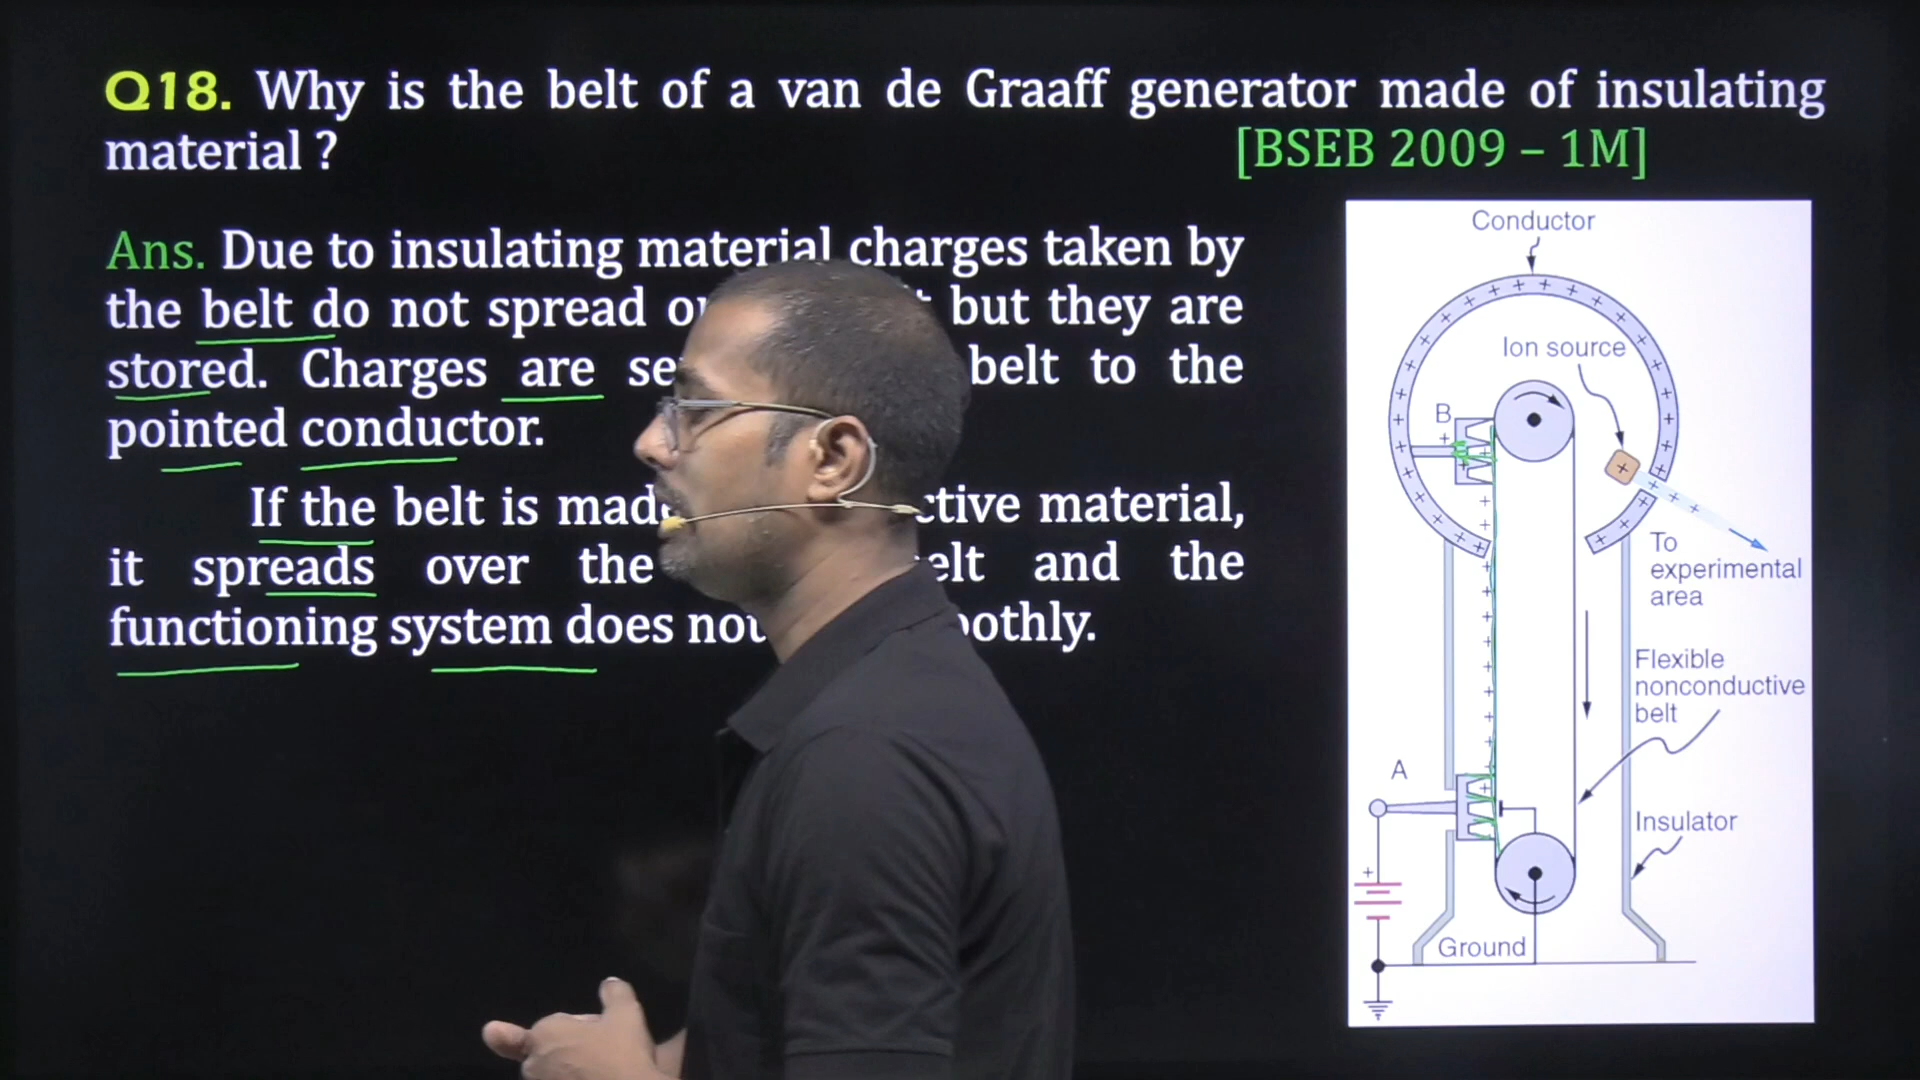 Q18. Why is the belt of a van de Graaff generator made of insulating
material ? [BSEB 2009 – 1M]
Ans. Due to insulating material charges taken by
the belt do not spread but they are
stored. Charges are belt to the
pointed conductor.
If the belt is material,
it spreads over the and the
functioning system does
Conductor
Ion source
B
To
experimental
area
Flexible
nonconductive
belt
A
Insulator
Ground